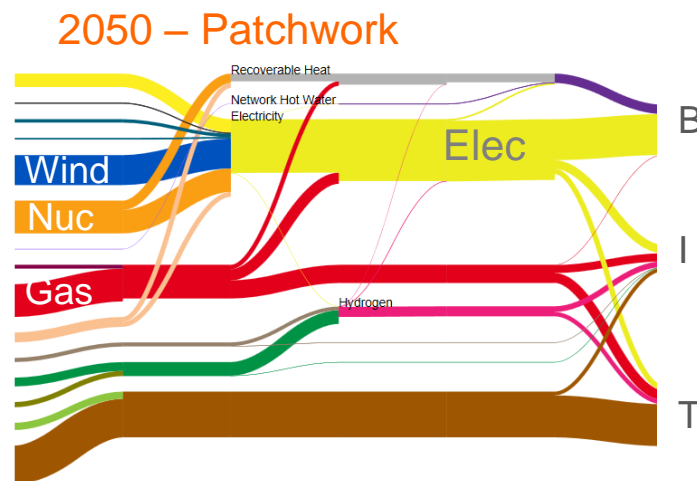 2050 – Patchwork
Recoverable Heat
Network Hot Water
Electricity
B
Elec
Wind
Nuc
I
Gas
Hydrogen
T